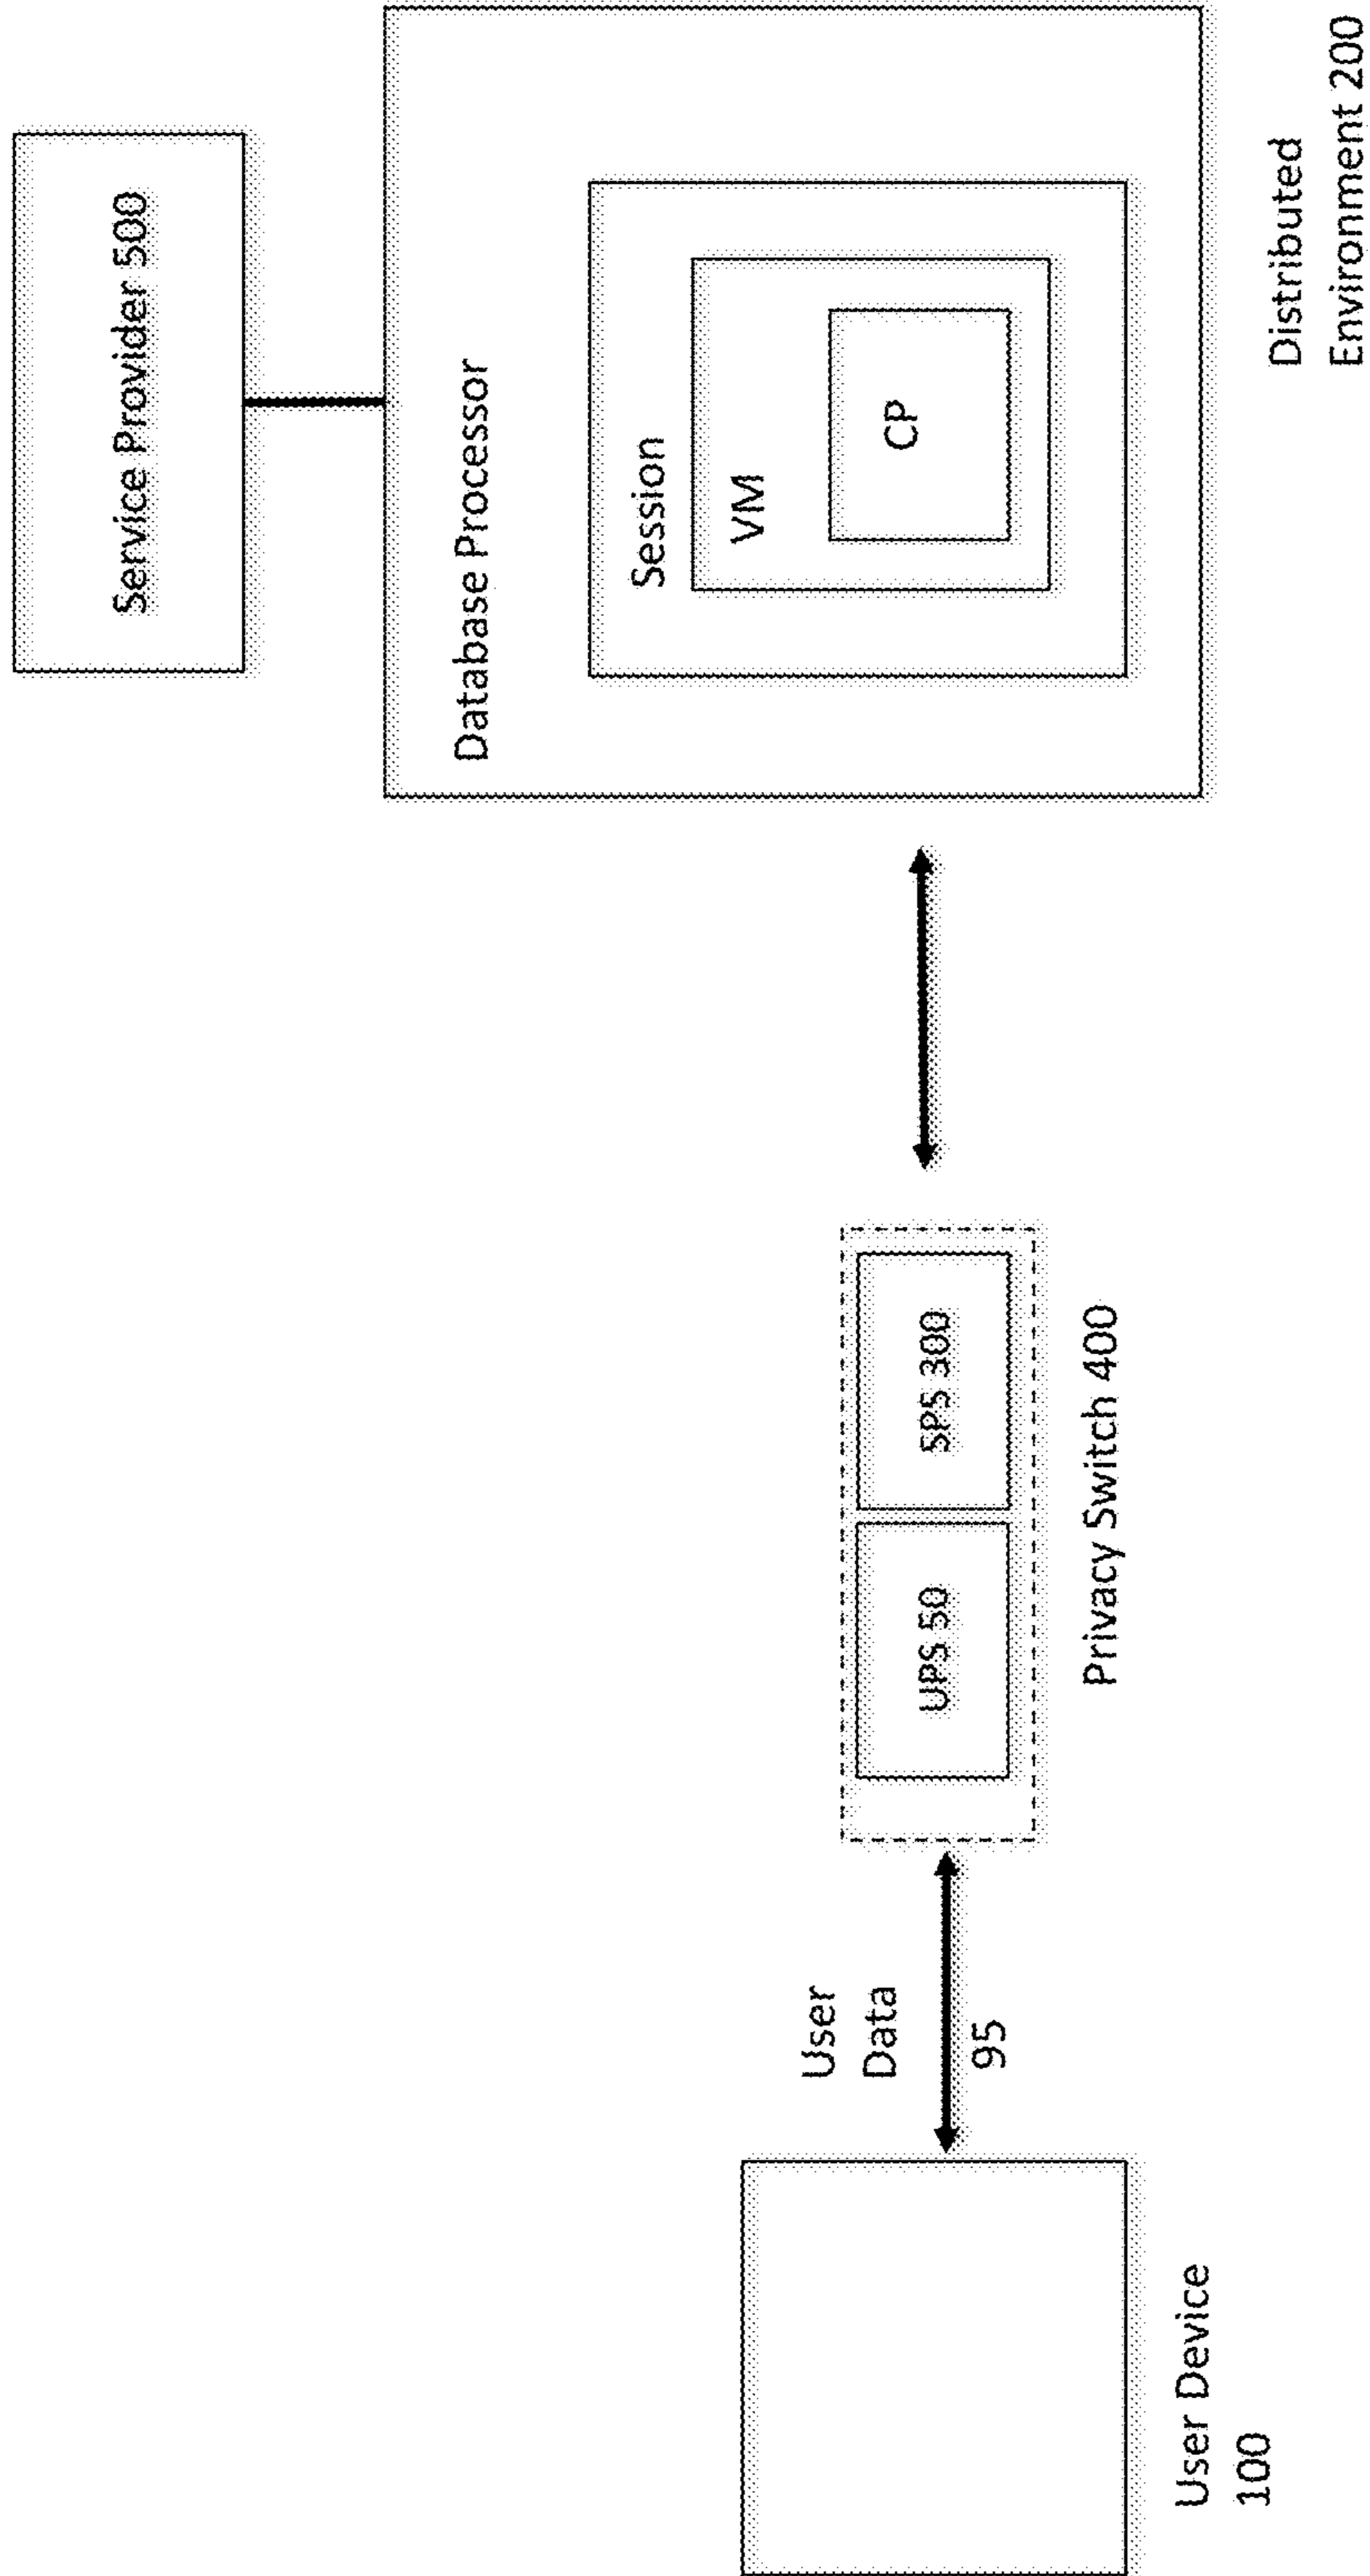 Service Provider 500
Database Processor
Session
VM
CP
Distributed
Environment 200
User
Data
95
UPS 50
SPS 300
Privacy Switch 400
User Device
100